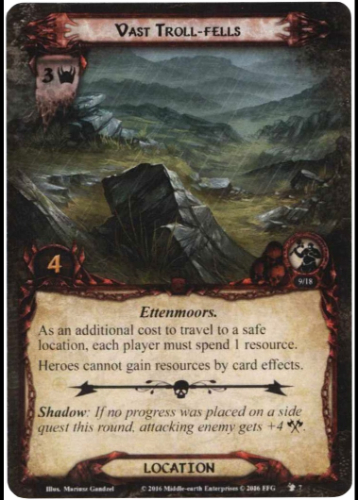 VAST TROLL-FELLS
3
4
9/18
Ettenmoors.
As an additional cost to travel to a safe
location, each player must spend 1 resource.
Heroes cannot gain resources by card effects.
Shadow: If no progress was placed on a side
quest this round, attacking enemy gets +4
Illus. Mariusz Gandzel © 2016 Middle-earth Enterprises © 2016 FFG 7
LOCATION